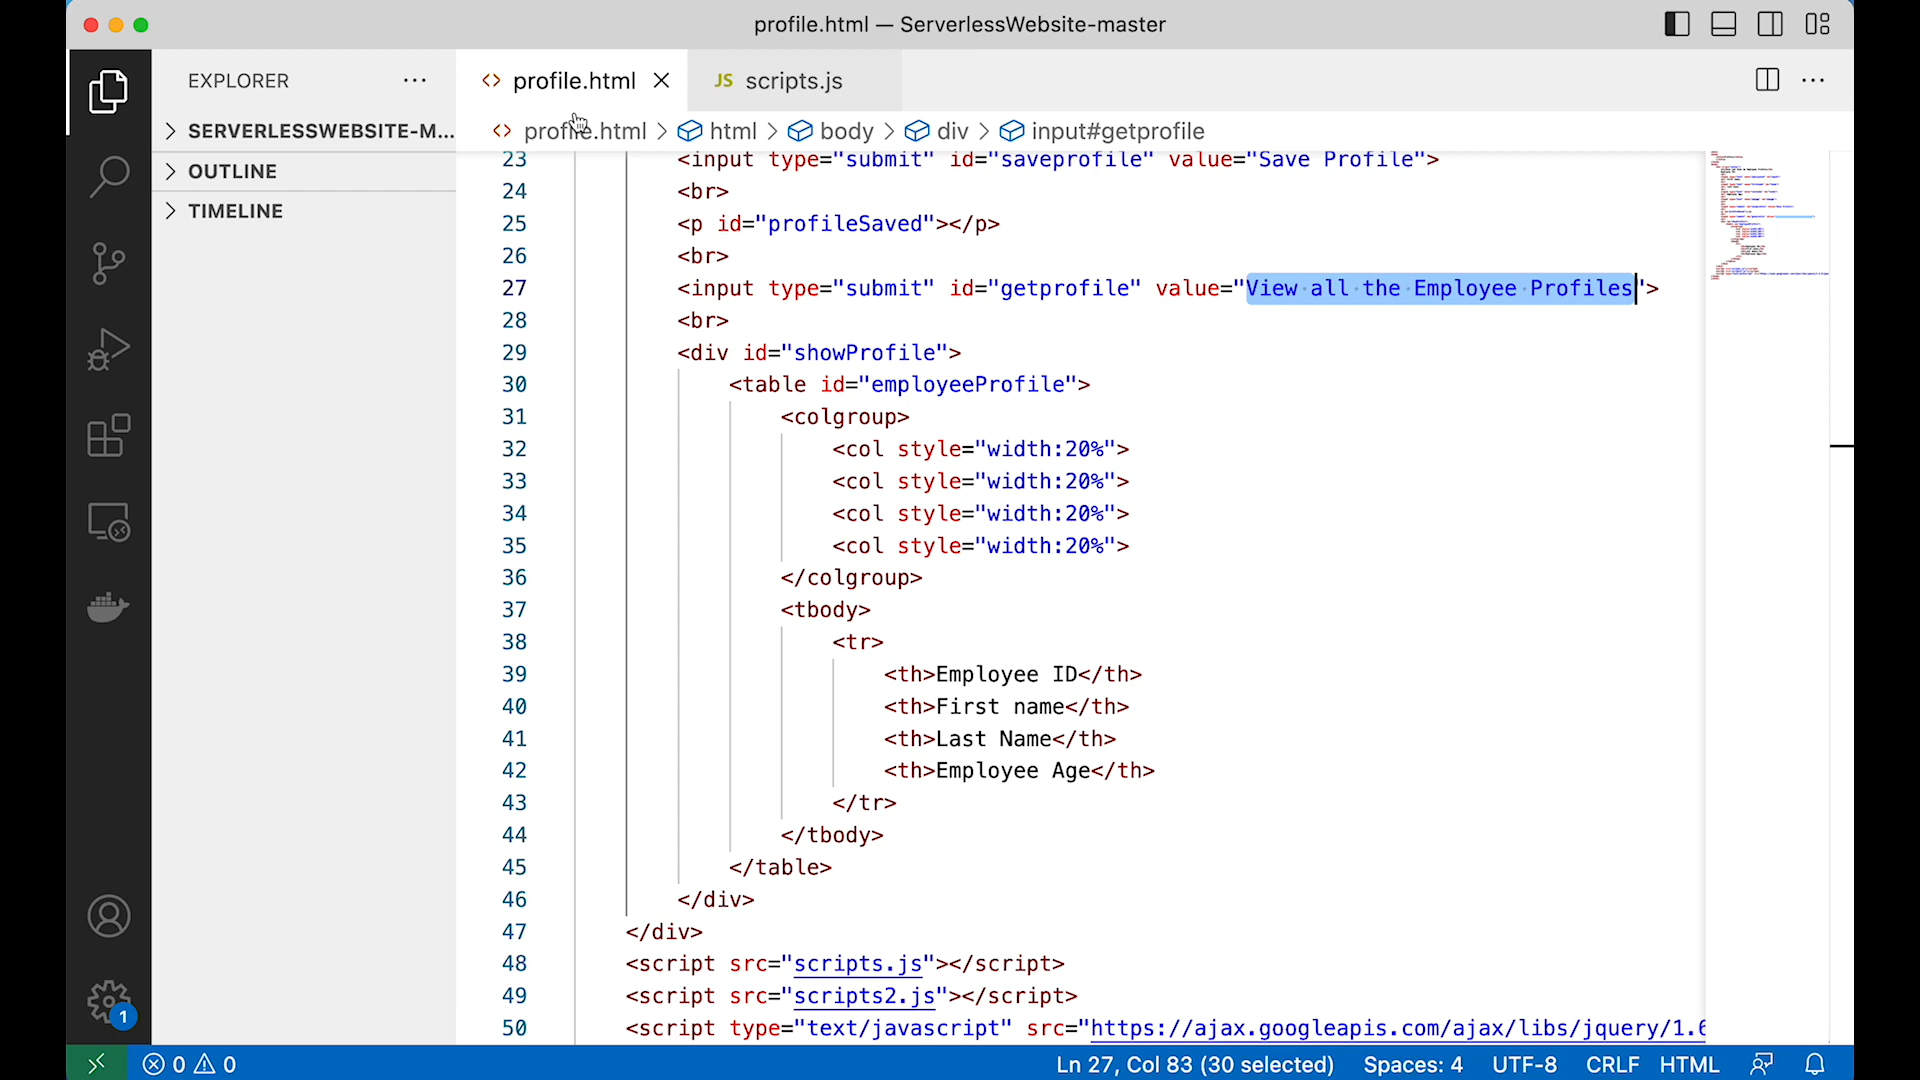 profile.html — ServerlessWebsite-master
EXPLORER
SERVERLESSWEBSITE-M...
OUTLINE
TIMELINE
profile.html
JS scripts.js
profile.html > html > body > div > input#getprofile
23 <input type="submit" id="saveprofile" value="Save Profile">
24 <br>
25 <p id="profileSaved"></p>
26 <br>
27 <input type="submit" id="getprofile" value="View all the Employee Profiles">
28 <br>
29 <div id="showProfile">
30 <table id="employeeProfile">
31 <colgroup>
32 <col style="width:20%">
33 <col style="width:20%">
34 <col style="width:20%">
35 <col style="width:20%">
36 </colgroup>
37 <tbody>
38 <tr>
39 <th>Employee ID</th>
40 <th>First name</th>
41 <th>Last Name</th>
42 <th>Employee Age</th>
43 </tr>
44 </tbody>
45 </table>
46 </div>
47 </div>
48 <script src="scripts.js"></script>
49 <script src="scripts2.js"></script>
50 <script type="text/javascript" src="https://ajax.googleapis.com/ajax/libs/jquery/1.6
1
0 0
Ln 27, Col 83 (30 selected) Spaces: 4 UTF-8 CRLF HTML